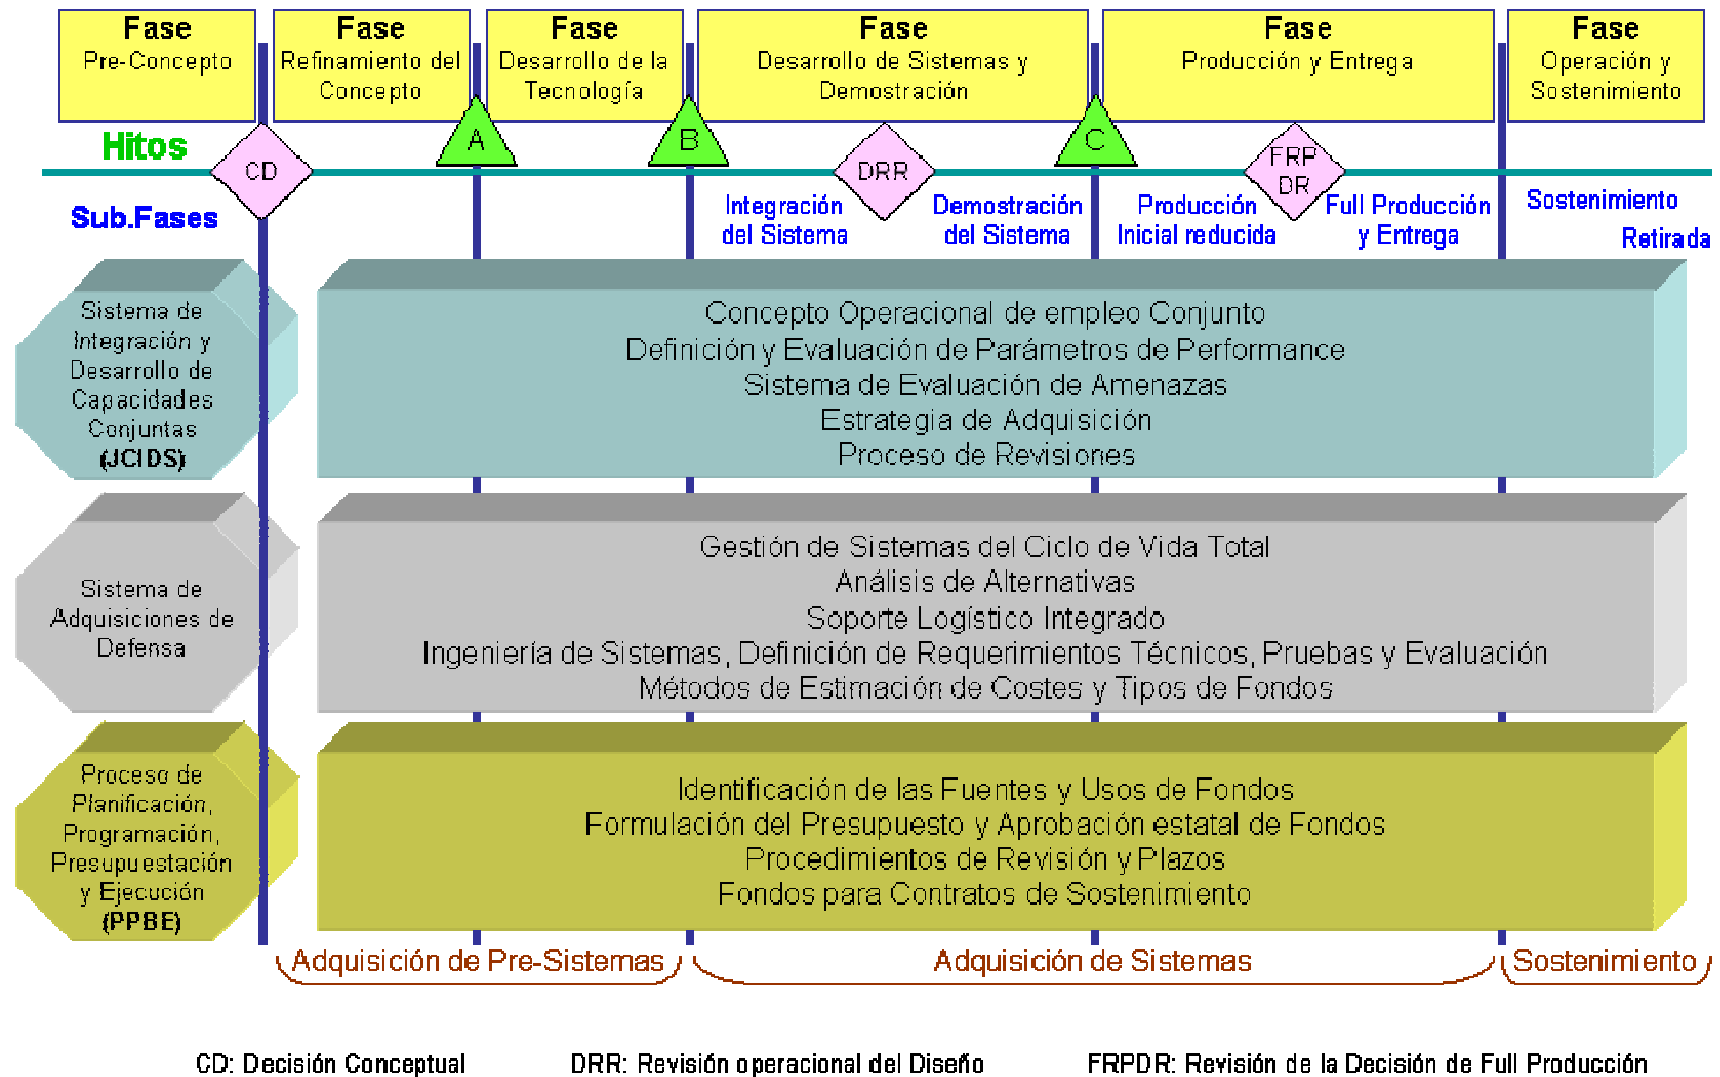 Fase
Pre-Concepto
Fase
Refinamiento del
Concepto
Fase
Desarrollo de la
Tecnología
Fase
Desarrollo de Sistemas y
Demostración
Fase
Producción y Entrega
Fase
Operación y
Sostenimiento
Hitos
CD
A
B
DRR
C
FRP
DR
Sub.Fases
Integración
del Sistema
Demostración
del Sistema
Producción
Inicial reducida
Full Producción
y Entrega
Sostenimiento
Retirada
Sistema de
Integración y
Desarrollo de
Capacidades
Conjuntas
(JCIDS)
Concepto Operacional de empleo Conjunto
Definición y Evaluación de Parámetros de Performance
Sistema de Evaluación de Amenazas
Estrategia de Adquisición
Proceso de Revisiones
Sistema de
Adquisiciones de
Defensa
Gestión de Sistemas del Ciclo de Vida Total
Análisis de Alternativas
Soporte Logístico Integrado
Ingeniería de Sistemas, Definición de Requerimientos Técnicos, Pruebas y Evaluación
Métodos de Estimación de Costes y Tipos de Fondos
Proceso de
Planificación,
Programación,
Presupuestación
y Ejecución
(PPBE)
Identificación de las Fuentes y Usos de Fondos
Formulación del Presupuesto y Aprobación estatal de Fondos
Procedimientos de Revisión y Plazos
Fondos para Contratos de Sostenimiento
Adquisición de Pre-Sistemas
Adquisición de Sistemas
Sostenimiento
CD: Decisión Conceptual
DRR: Revisión operacional del Diseño
FRPDR: Revisión de la Decisión de Full Producción